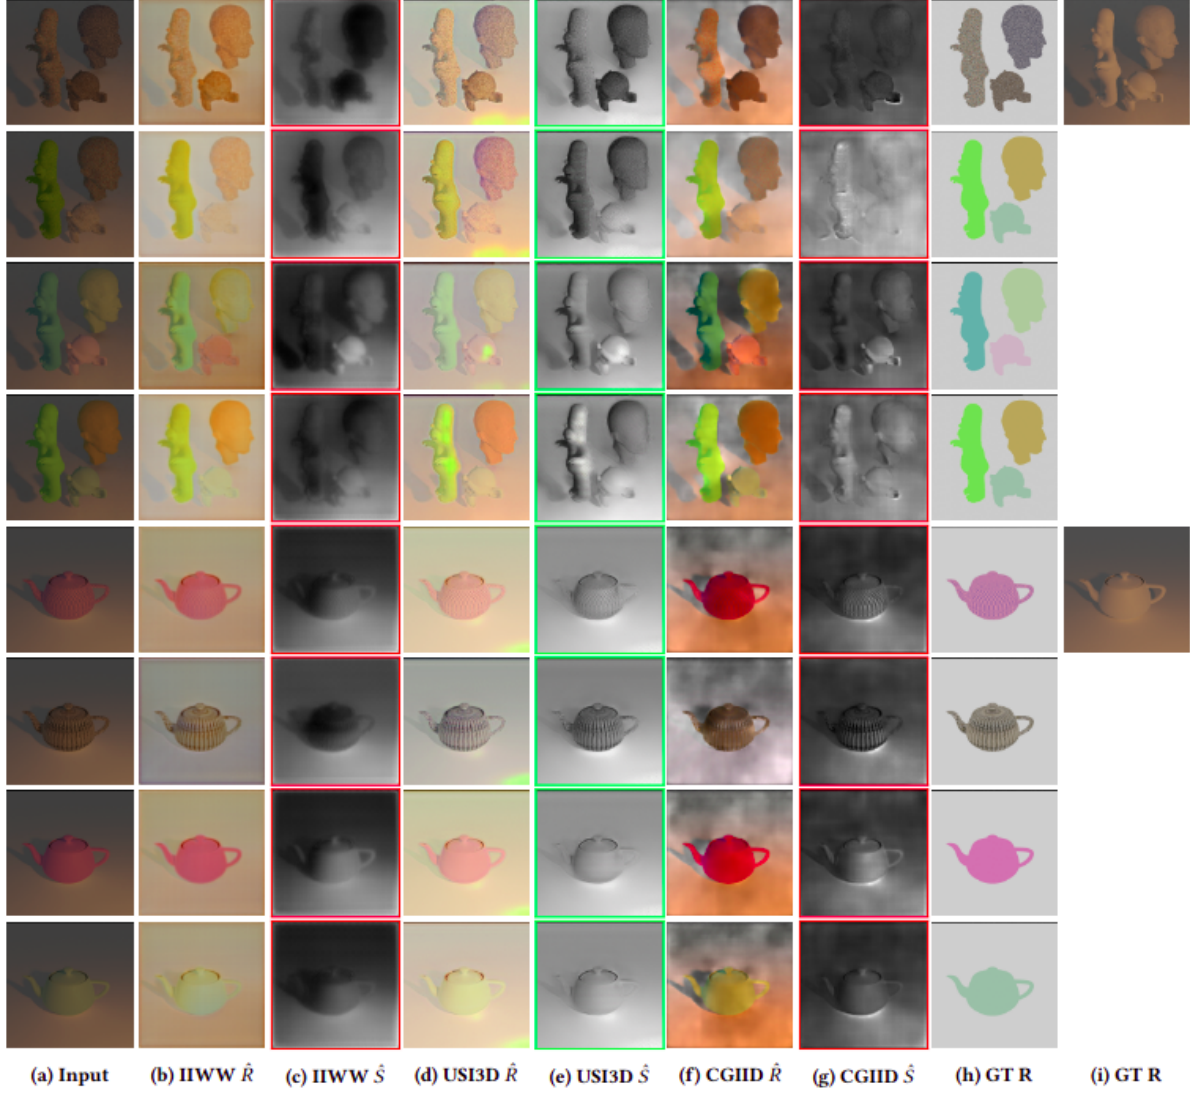 (a) Input (b) IIWW R̂ (c) IIWW Ŝ (d) USI3D R̂ (e) USI3D Ŝ (f) CGIID R̂ (g) CGIID Ŝ (h) GT R (i) GT R